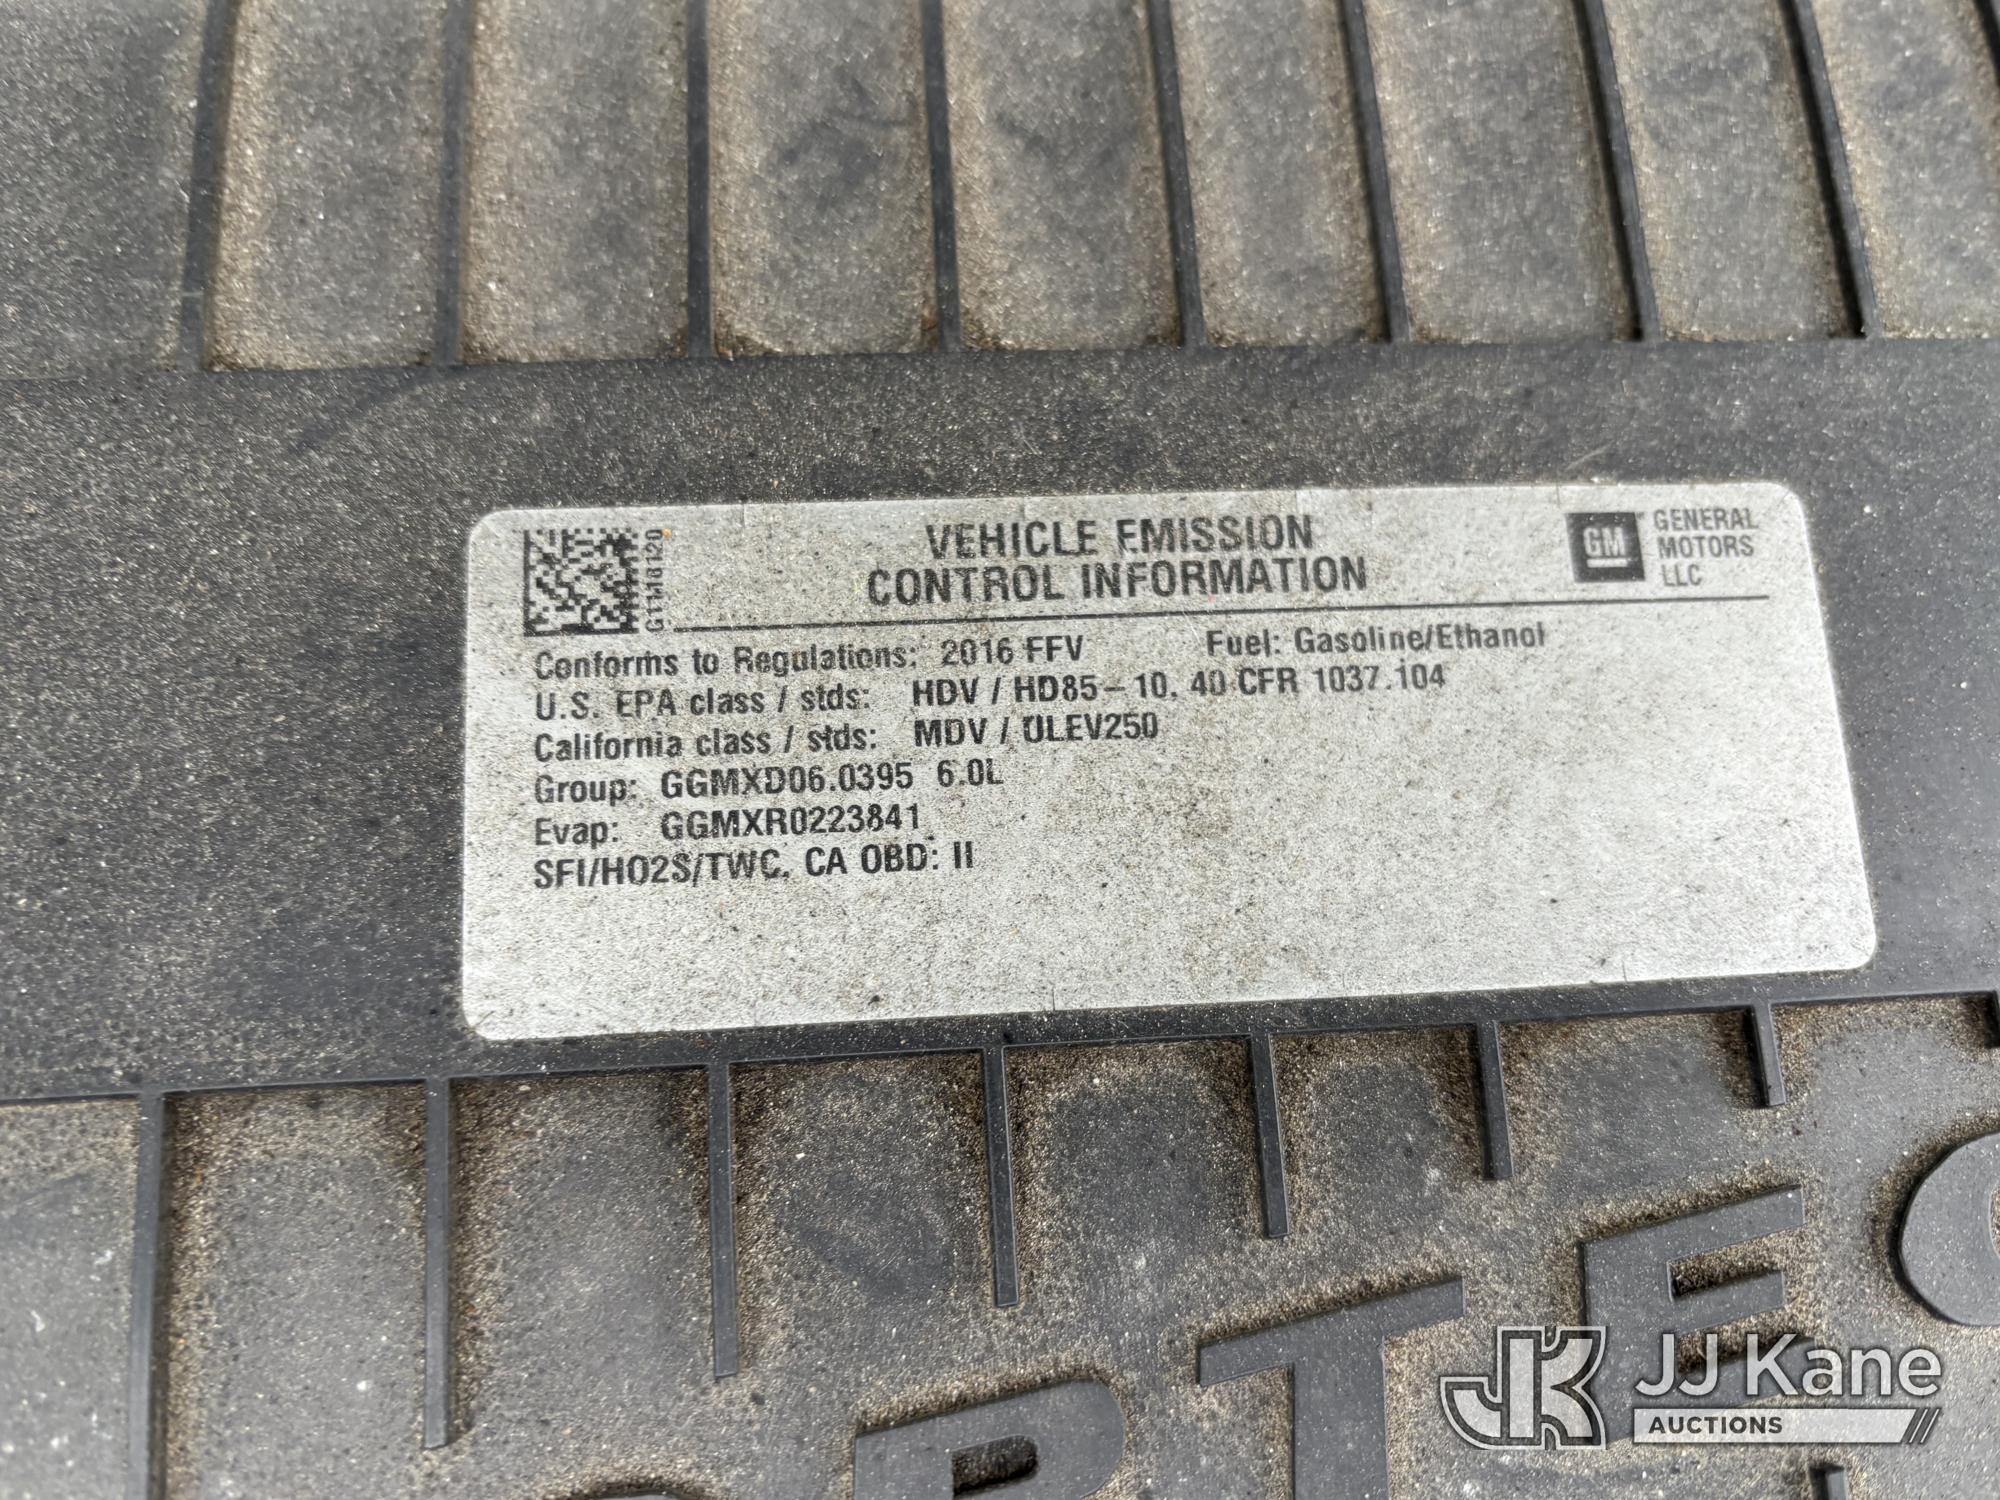 VEHICLE EMISSION
CONTROL INFORMATION
GM GENERAL
MOTORS
LLC
Conforms to Regulations: 2016 FFV Fuel: Gasoline/Ethanol
U.S. EPA class / stds: HDV / HD85-10, 40 CFR 1037.104
California class / stds: MDV / ULEV250
Group: GGMXD06.0395 6.0L
Evap: GGMXR0223841
SFI/HO2S/TWC, CA OBD: II
JK JJ Kane
AUCTIONS